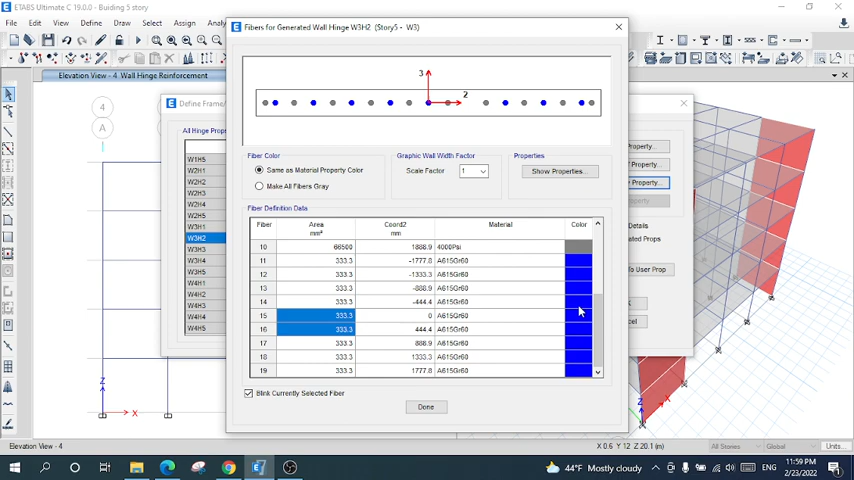 ETABS Ultimate C 19.0.0 - Buiding 5 story
File Edit View Define Draw Select Assign
Elevation View - 4 Wall Hinge Reinforcement
Define Frame/
All Hinge Prope
W1H5
W2H1
W2H2
W2H3
W2H4
W2H5
W3H1
W3H2
W3H3
W3H4
W3H5
W4H1
W4H2
W4H3
W4H4
W4H5
Fibers for Generated Wall Hinge W3H2 (Story5 - W3)
3
2
Fiber Color
Same as Material Property Color
Make All Fibers Gray
Graphic Wall Width Factor
Scale Factor 1
Properties
Show Properties...
Fiber Definition Data
Fiber Area mm² Coord2 mm Material Color
10 66500 1888.9 4000Psi
11 333.3 -1777.8 A615Gr60
12 333.3 -1333.3 A615Gr60
13 333.3 -888.9 A615Gr60
14 333.3 -444.4 A615Gr60
15 333.3 0 A615Gr60
16 333.3 444.4 A615Gr60
17 333.3 888.9 A615Gr60
18 333.3 1333.3 A615Gr60
19 333.3 1777.8 A615Gr60
Blink Currently Selected Fiber
Done
Property...
Property...
Property...
Details
ated Props
to User Prop
4
A
Z
X
Z
X
Elevation View - 4
X 0.6 Y 12 Z 20.1 (m)
All Stories
Global
Units...
44°F Mostly cloudy
ENG
11:59 PM
2/23/2022